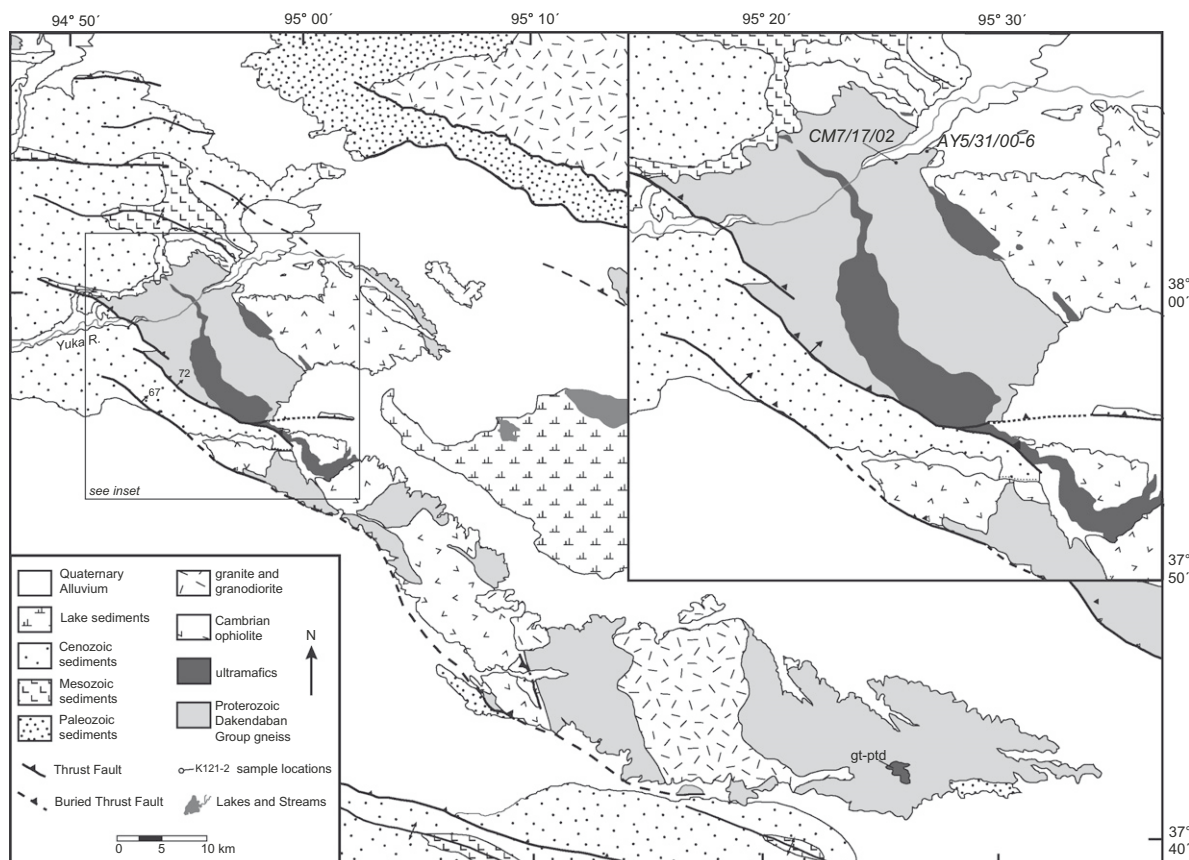 94° 50´ 95° 00´ 95° 10´ 95° 20´ 95° 30´
CM7/17/02
AY5/31/00-6
38°
00´
Yuka R.
72
67
see inset
37°
50´
Quaternary
Alluvium
Lake sediments
Cenozoic
sediments
Mesozoic
sediments
Paleozoic
sediments
Thrust Fault
Buried Thrust Fault
0 5 10 km
granite and
granodiorite
Cambrian
ophiolite
ultramafics
Proterozoic
Dakendaban
Group gneiss
K121-2 sample locations
Lakes and Streams
N
gt-ptd
37°
40´